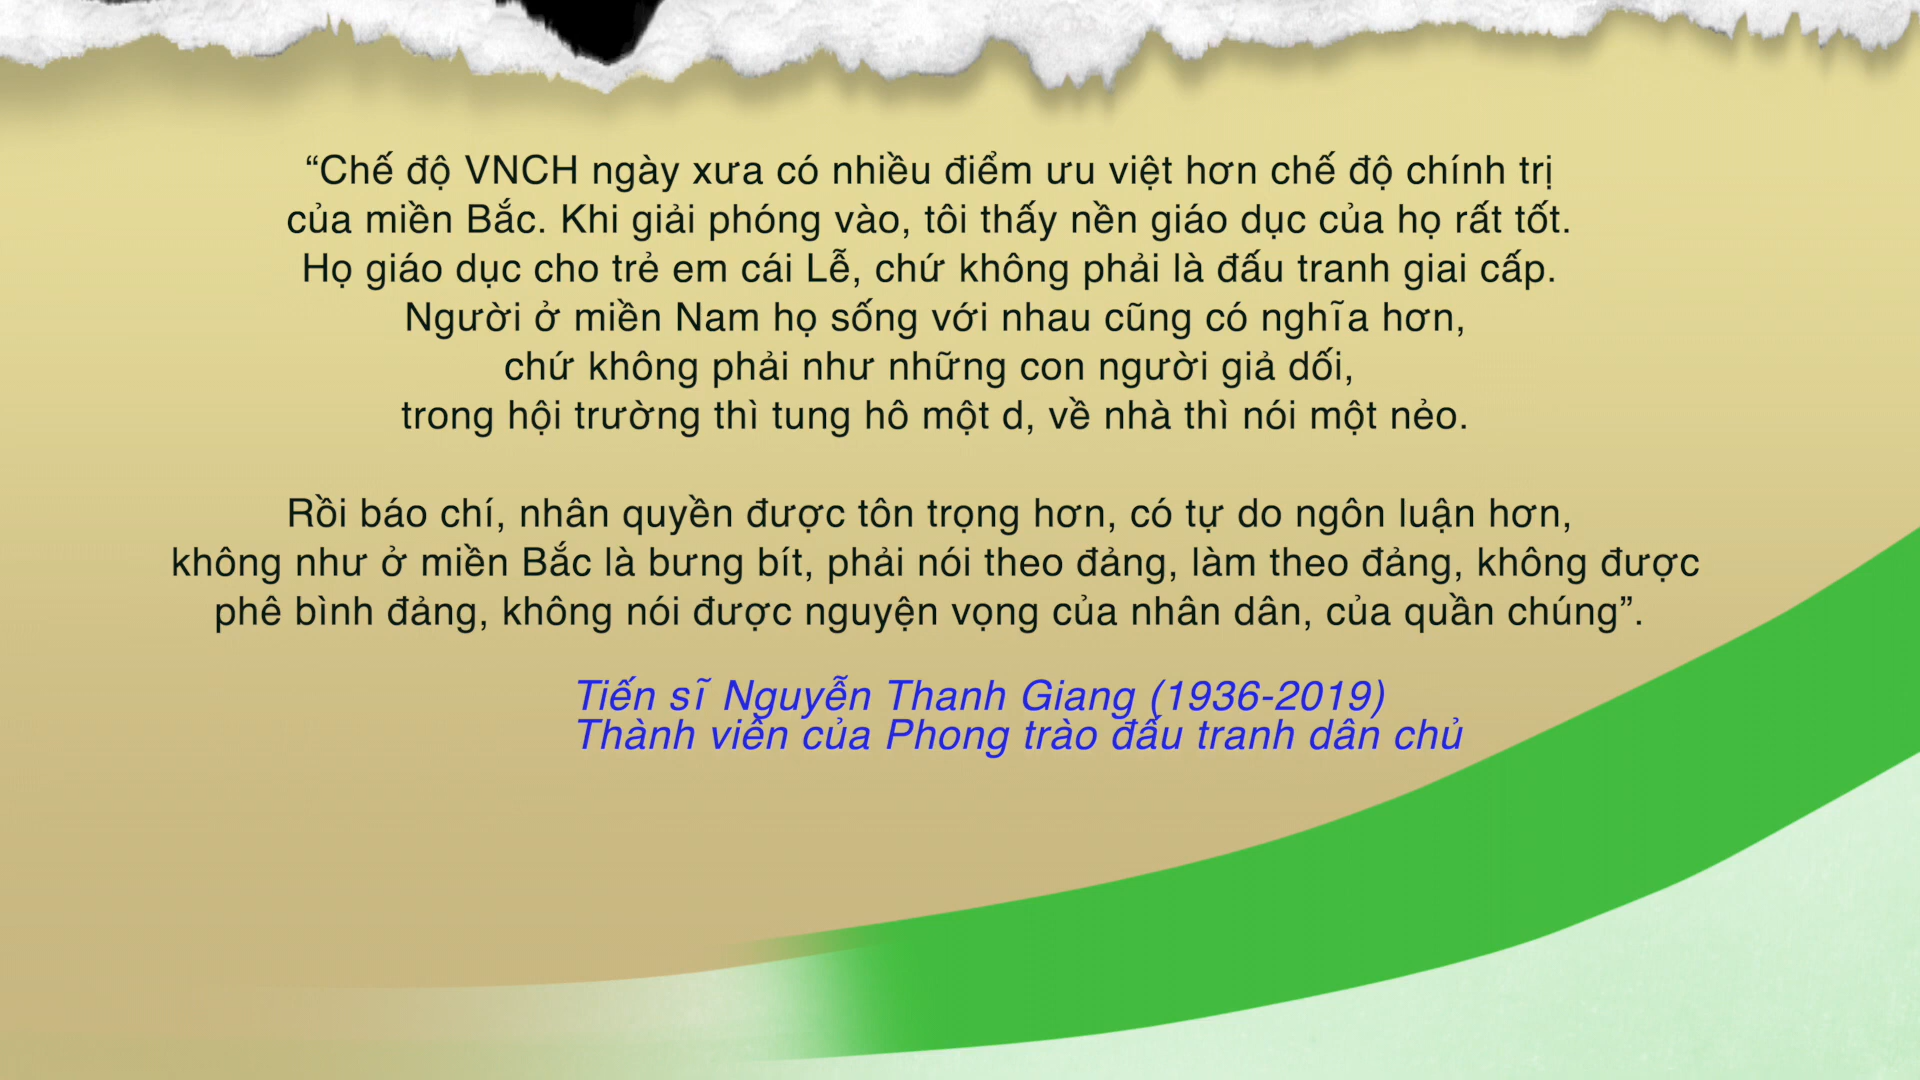 “Chế độ VNCH ngày xưa có nhiều điểm ưu việt hơn chế độ chính trị
của miền Bắc. Khi giải phóng vào, tôi thấy nền giáo dục của họ rất tốt.
Họ giáo dục cho trẻ em cái Lễ, chứ không phải là đấu tranh giai cấp.
Người ở miền Nam họ sống với nhau cũng có nghĩa hơn,
chứ không phải như những con người giả dối,
trong hội trường thì tung hô một d, về nhà thì nói một nẻo.
Rồi báo chí, nhân quyền được tôn trọng hơn, có tự do ngôn luận hơn,
không như ở miền Bắc là bưng bít, phải nói theo đảng, làm theo đảng, không được
phê bình đảng, không nói được nguyện vọng của nhân dân, của quần chúng”.
Tiến sĩ Nguyễn Thanh Giang (1936-2019)
Thành viên của Phong trào đấu tranh dân chủ